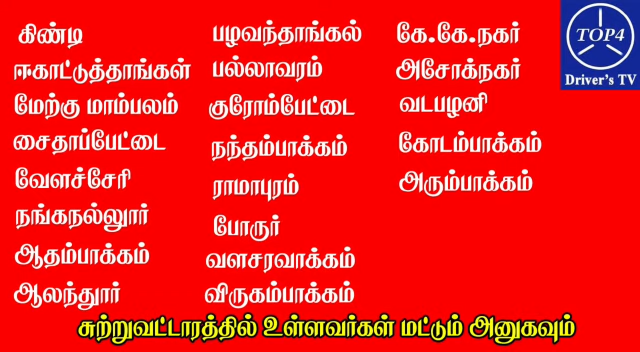 கிண்டி
ஈகாட்டுத்தாங்கள்
மேற்கு மாம்பலம்
சைதாப்பேட்டை
வேளச்சேரி
நங்கநல்லூர்
ஆதம்பாக்கம்
ஆலந்தூர்
பழவந்தாங்கல்
பல்லாவரம்
குரோம்பேட்டை
நந்தம்பாக்கம்
ராமாபுரம்
போரூர்
வளசரவாக்கம்
விருகம்பாக்கம்
கே.கே.நகர்
அசோக்நகர்
வடபழனி
கோடம்பாக்கம்
அரும்பாக்கம்
TOP4
Driver's TV
சுற்றுவட்டாரத்தில் உள்ளவர்கள் மட்டும் அனுகவும்